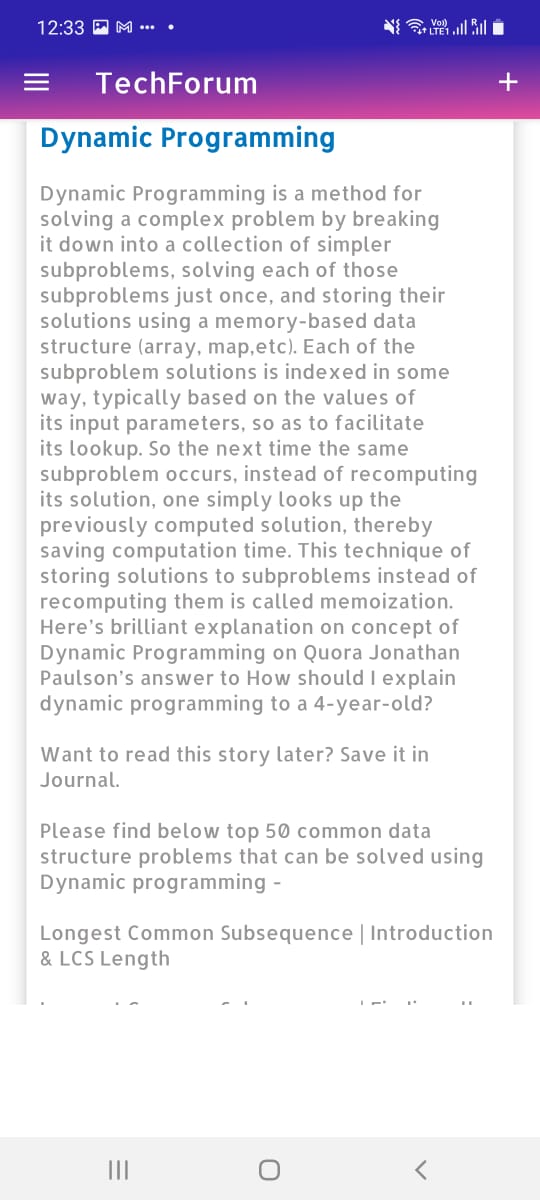 12:33
Vo)) R
LTE1
TechForum
Dynamic Programming
Dynamic Programming is a method for
solving a complex problem by breaking
it down into a collection of simpler
subproblems, solving each of those
subproblems just once, and storing their
solutions using a memory-based data
structure (array, map,etc). Each of the
subproblem solutions is indexed in some
way, typically based on the values of
its input parameters, so as to facilitate
its lookup. So the next time the same
subproblem occurs, instead of recomputing
its solution, one simply looks up the
previously computed solution, thereby
saving computation time. This technique of
storing solutions to subproblems instead of
recomputing them is called memoization.
Here’s brilliant explanation on concept of
Dynamic Programming on Quora Jonathan
Paulson’s answer to How should I explain
dynamic programming to a 4-year-old?
Want to read this story later? Save it in
Journal.
Please find below top 50 common data
structure problems that can be solved using
Dynamic programming -
Longest Common Subsequence | Introduction
& LCS Length